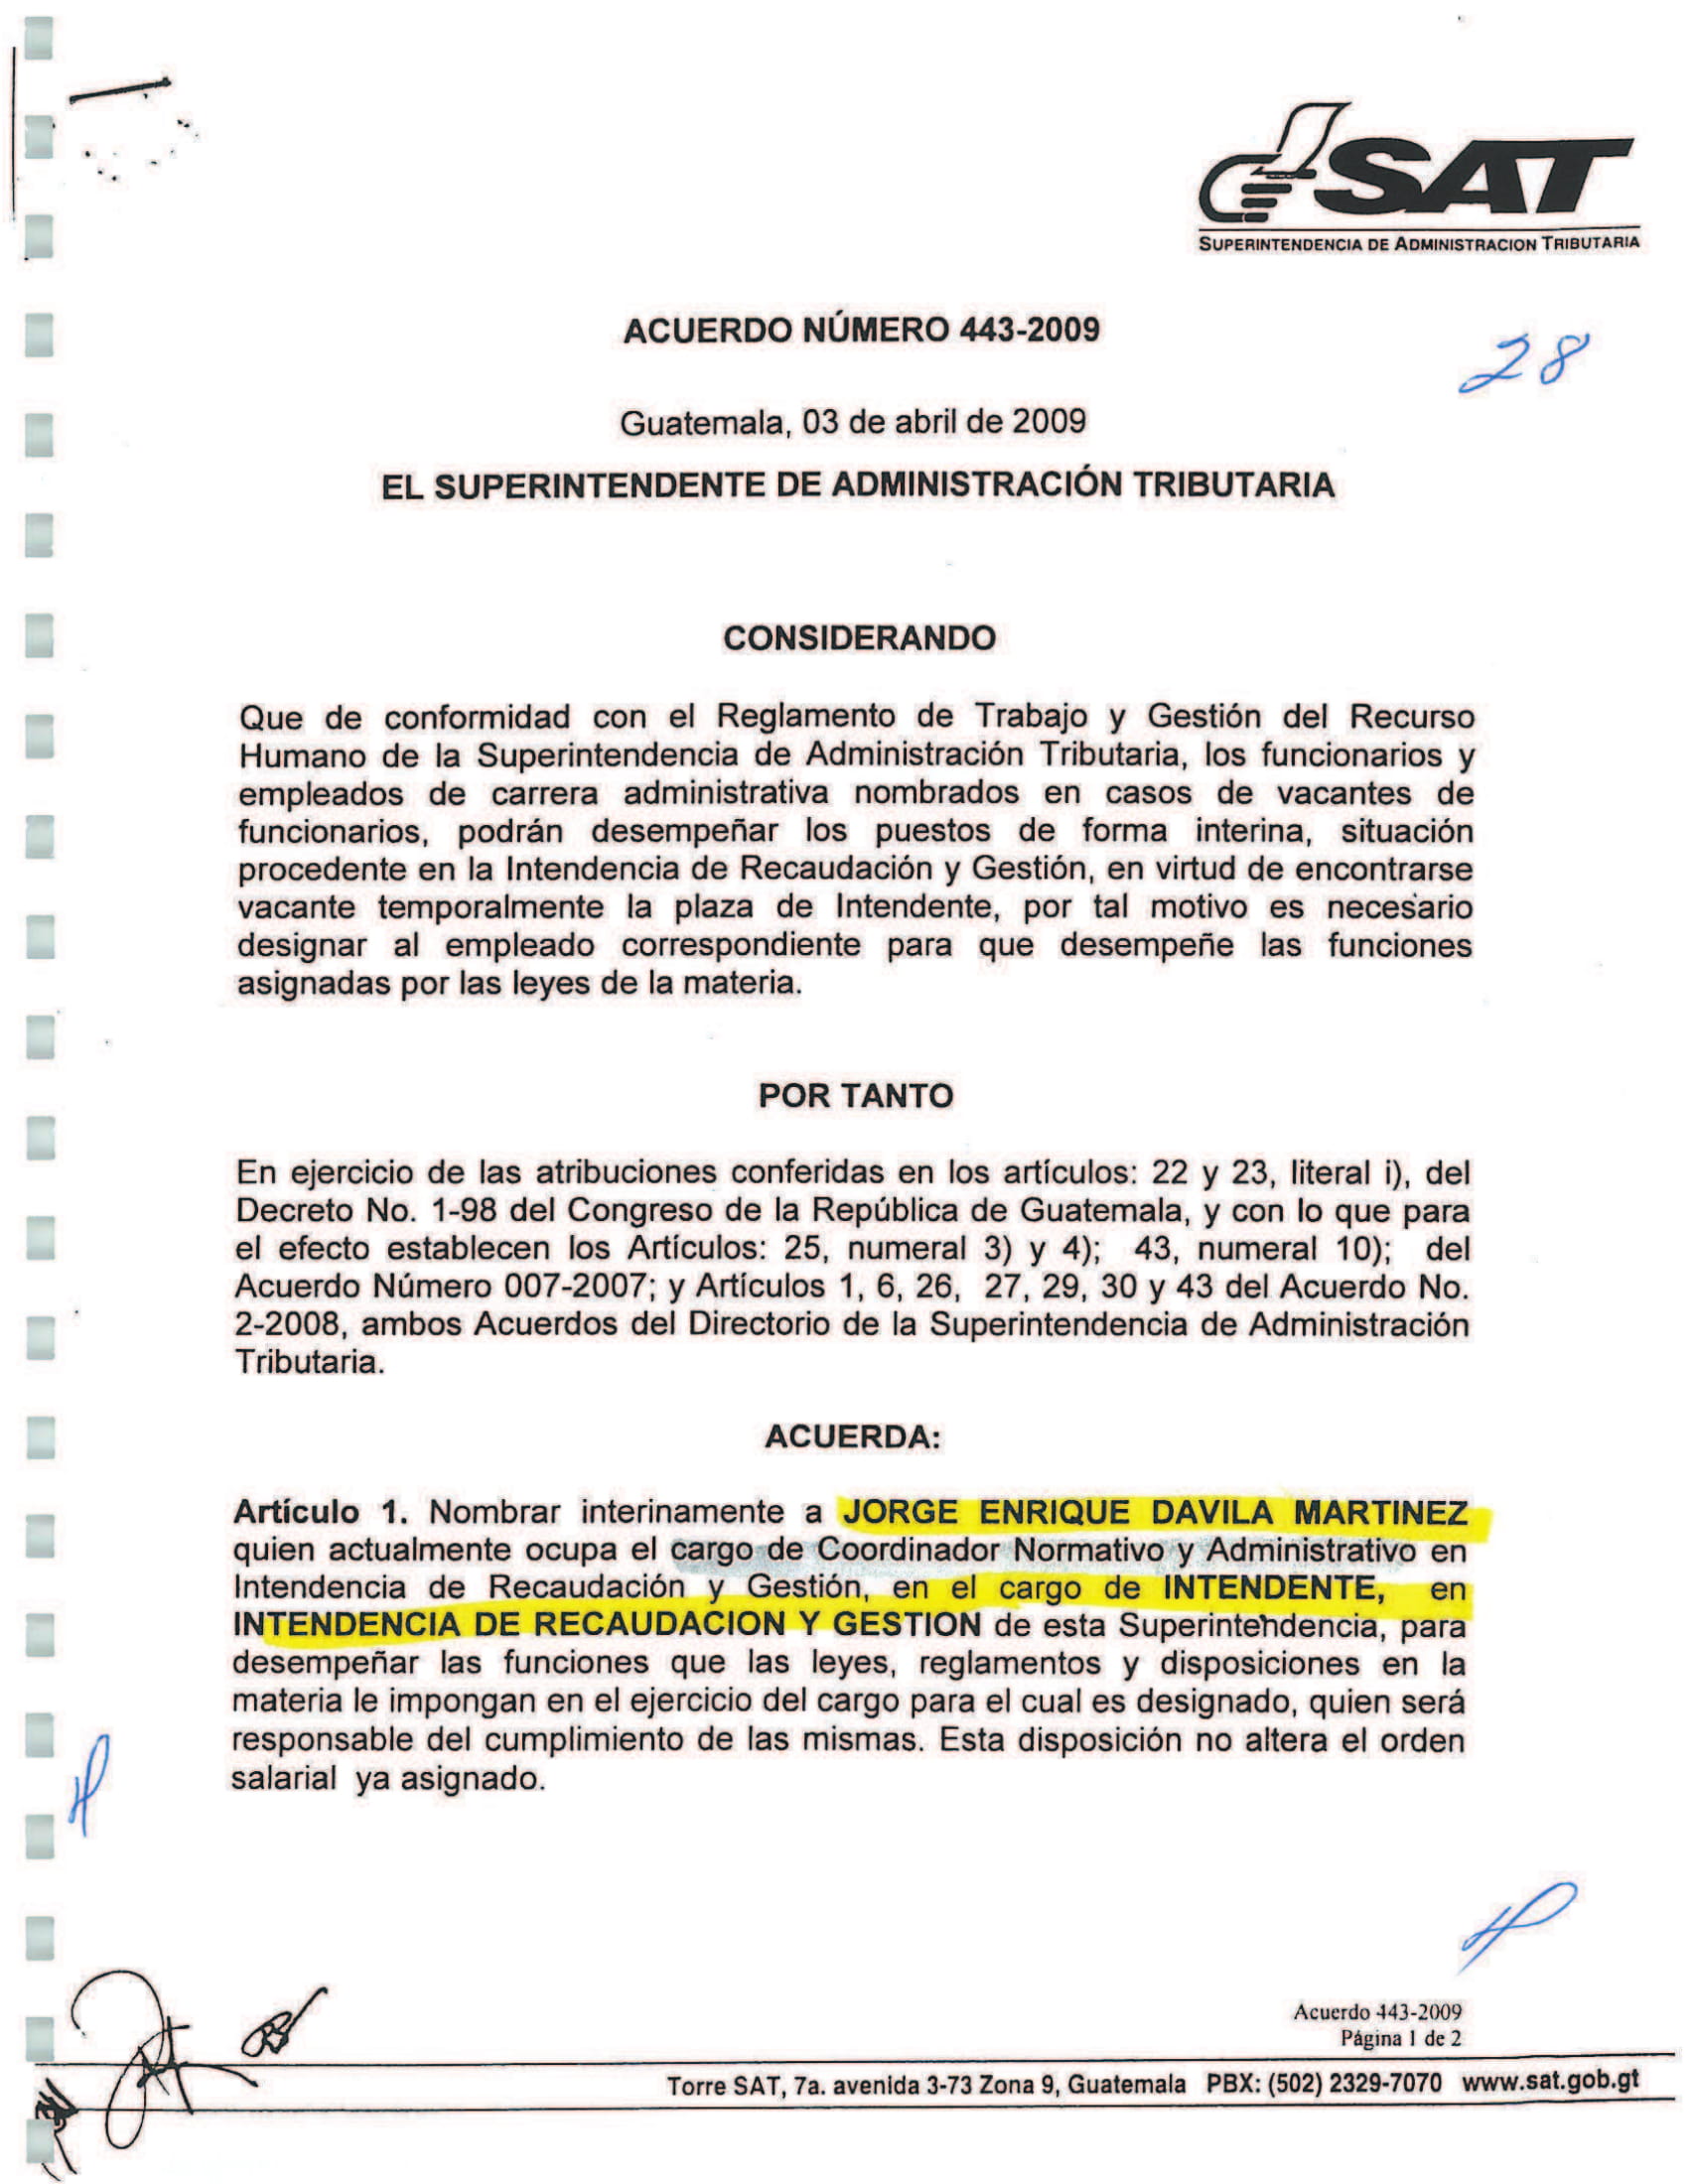 SAT
SUPERINTENDENCIA DE ADMINISTRACION TRIBUTARIA
ACUERDO NÚMERO 443-2009
28
Guatemala, 03 de abril de 2009
EL SUPERINTENDENTE DE ADMINISTRACIÓN TRIBUTARIA
CONSIDERANDO
Que de conformidad con el Reglamento de Trabajo y Gestión del Recurso
Humano de la Superintendencia de Administración Tributaria, los funcionarios y
empleados de carrera administrativa nombrados en casos de vacantes de
funcionarios, podrán desempeñar los puestos de forma interina, situación
procedente en la Intendencia de Recaudación y Gestión, en virtud de encontrarse
vacante temporalmente la plaza de Intendente, por tal motivo es necesario
designar al empleado correspondiente para que desempeñe las funciones
asignadas por las leyes de la materia.
POR TANTO
En ejercicio de las atribuciones conferidas en los artículos: 22 y 23, literal i), del
Decreto No. 1-98 del Congreso de la República de Guatemala, y con lo que para
el efecto establecen los Artículos: 25, numeral 3) y 4); 43, numeral 10); del
Acuerdo Número 007-2007; y Artículos 1, 6, 26, 27, 29, 30 y 43 del Acuerdo No.
2-2008, ambos Acuerdos del Directorio de la Superintendencia de Administración
Tributaria.
ACUERDA:
Artículo 1. Nombrar interinamente a JORGE ENRIQUE DAVILA MARTINEZ
quien actualmente ocupa el cargo de Coordinador Normativo y Administrativo en
Intendencia de Recaudación y Gestión, en el cargo de INTENDENTE, en
INTENDENCIA DE RECAUDACION Y GESTION de esta Superintendencia, para
desempeñar las funciones que las leyes, reglamentos y disposiciones en la
materia le impongan en el ejercicio del cargo para el cual es designado, quien será
responsable del cumplimiento de las mismas. Esta disposición no altera el orden
salarial ya asignado.
Acuerdo 443-2009
Página 1 de 2
Torre SAT, 7a. avenida 3-73 Zona 9, Guatemala PBX: (502) 2329-7070 www.sat.gob.gt